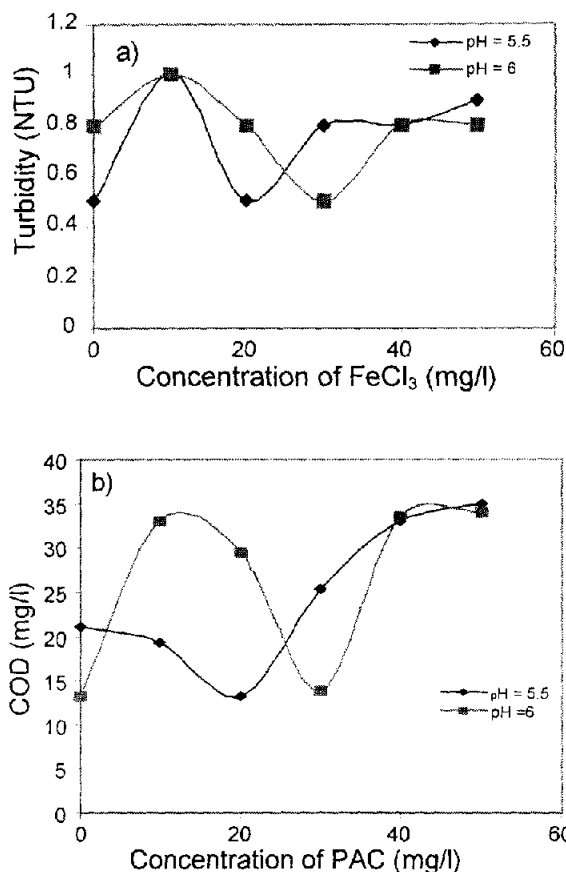 a)
pH = 5.5
pH = 6
Turbidity (NTU)
1.2
1
0.8
0.6
0.4
0.2
0
0
20
40
60
Concentration of FeCl₃ (mg/l)
b)
COD (mg/l)
40
35
30
25
20
15
10
5
0
pH = 5.5
pH =6
0
20
40
60
Concentration of PAC (mg/l)